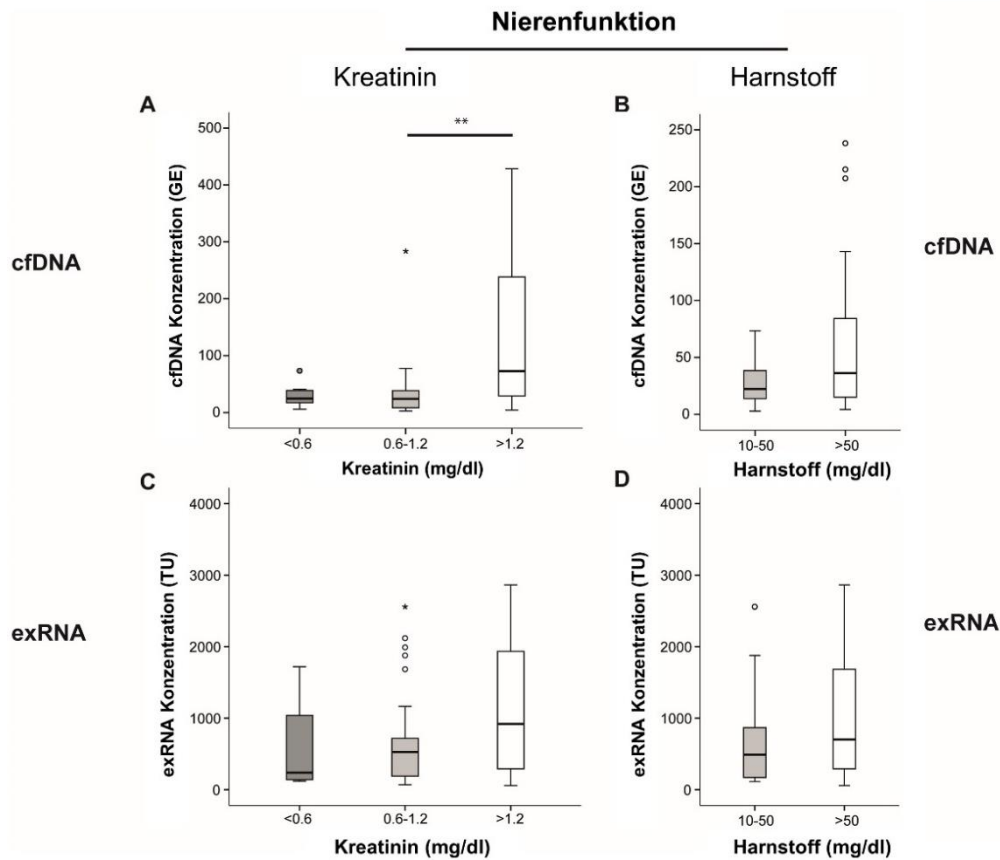 Nierenfunktion
Kreatinin
Harnstoff
A
**
500
400
300
200
100
0
*
cfDNA Konzentration (GE)
<0.6
0.6-1.2
>1.2
Kreatinin (mg/dl)
cfDNA
B
250
200
150
100
50
0
cfDNA Konzentration (GE)
10-50
>50
Harnstoff (mg/dl)
cfDNA
C
4000
3000
2000
1000
0
*
exRNA Konzentration (TU)
<0.6
0.6-1.2
>1.2
Kreatinin (mg/dl)
exRNA
D
4000
3000
2000
1000
0
exRNA Konzentration (TU)
10-50
>50
Harnstoff (mg/dl)
exRNA